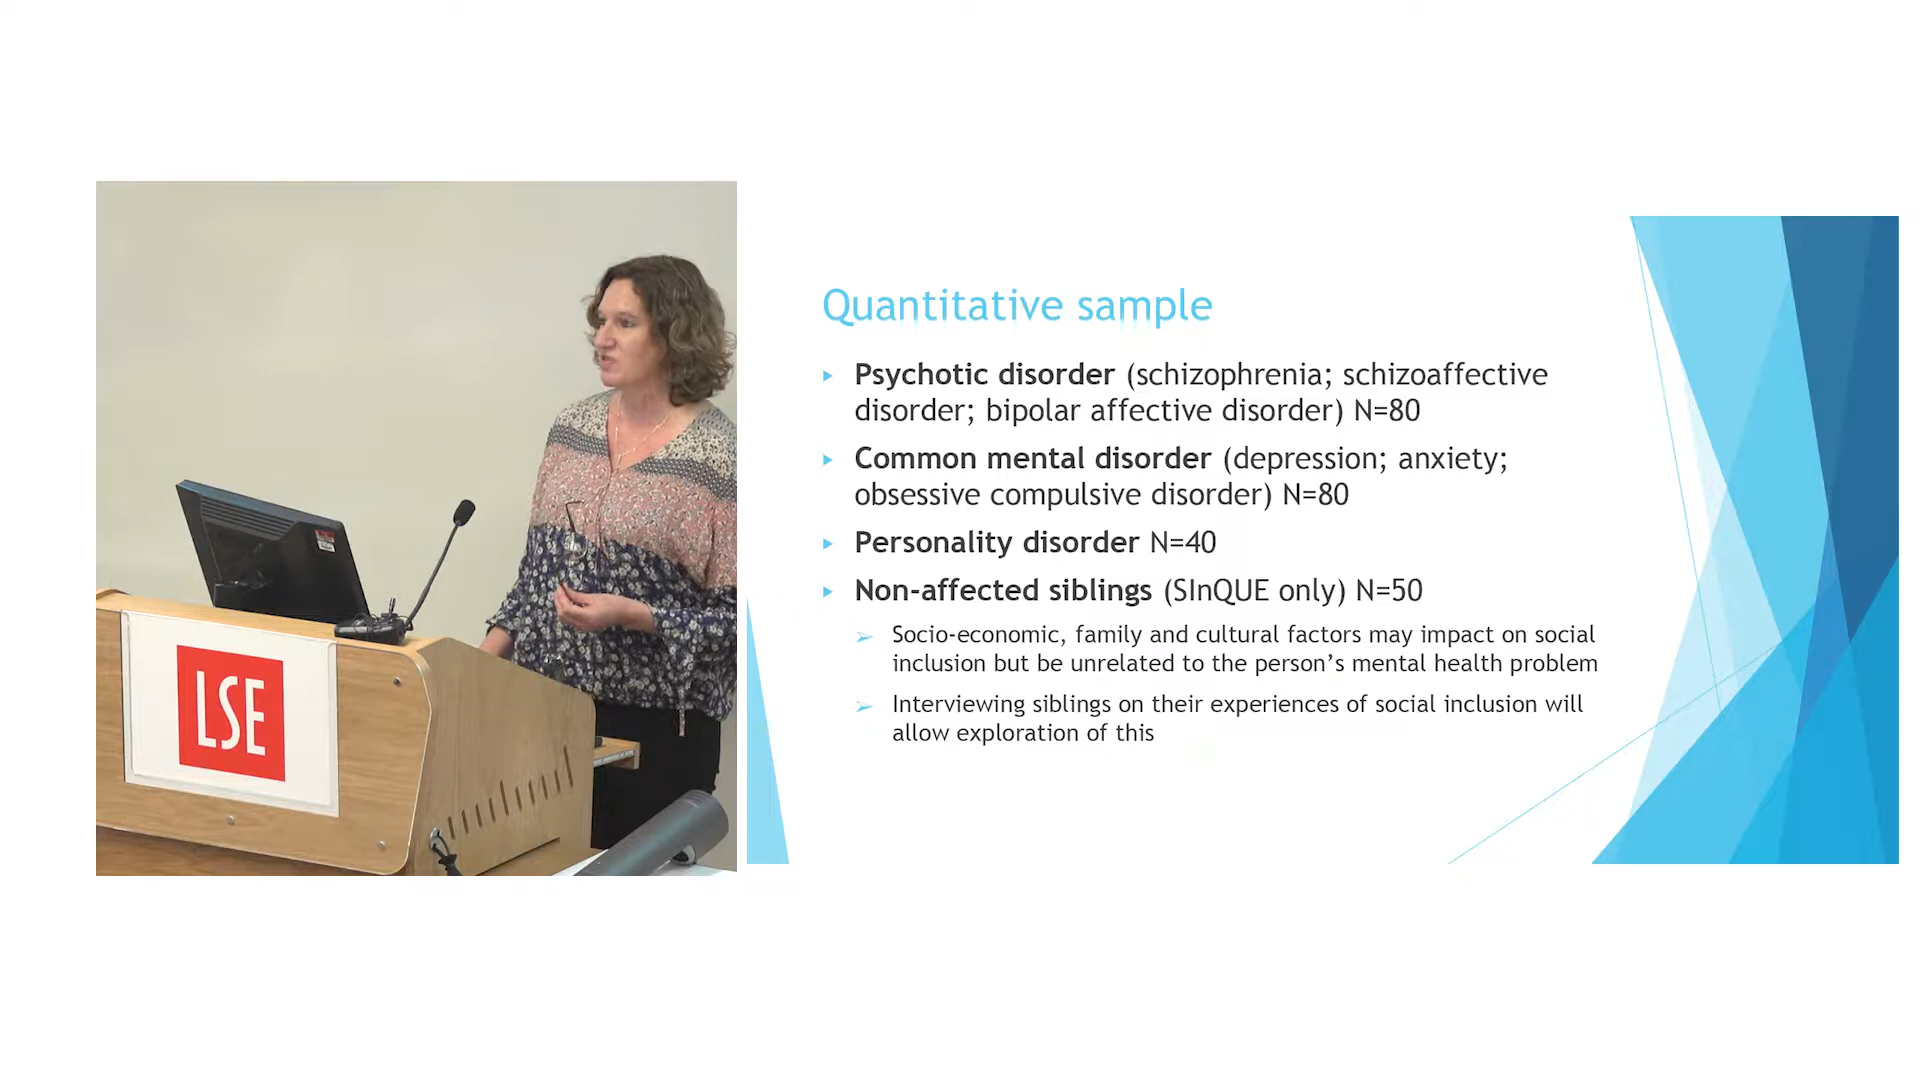 LSE
Quantitative sample
Psychotic disorder (schizophrenia; schizoaffective
disorder; bipolar affective disorder) N=80
Common mental disorder (depression; anxiety;
obsessive compulsive disorder) N=80
Personality disorder N=40
Non-affected siblings (SInQUE only) N=50
Socio-economic, family and cultural factors may impact on social
inclusion but be unrelated to the person’s mental health problem
Interviewing siblings on their experiences of social inclusion will
allow exploration of this